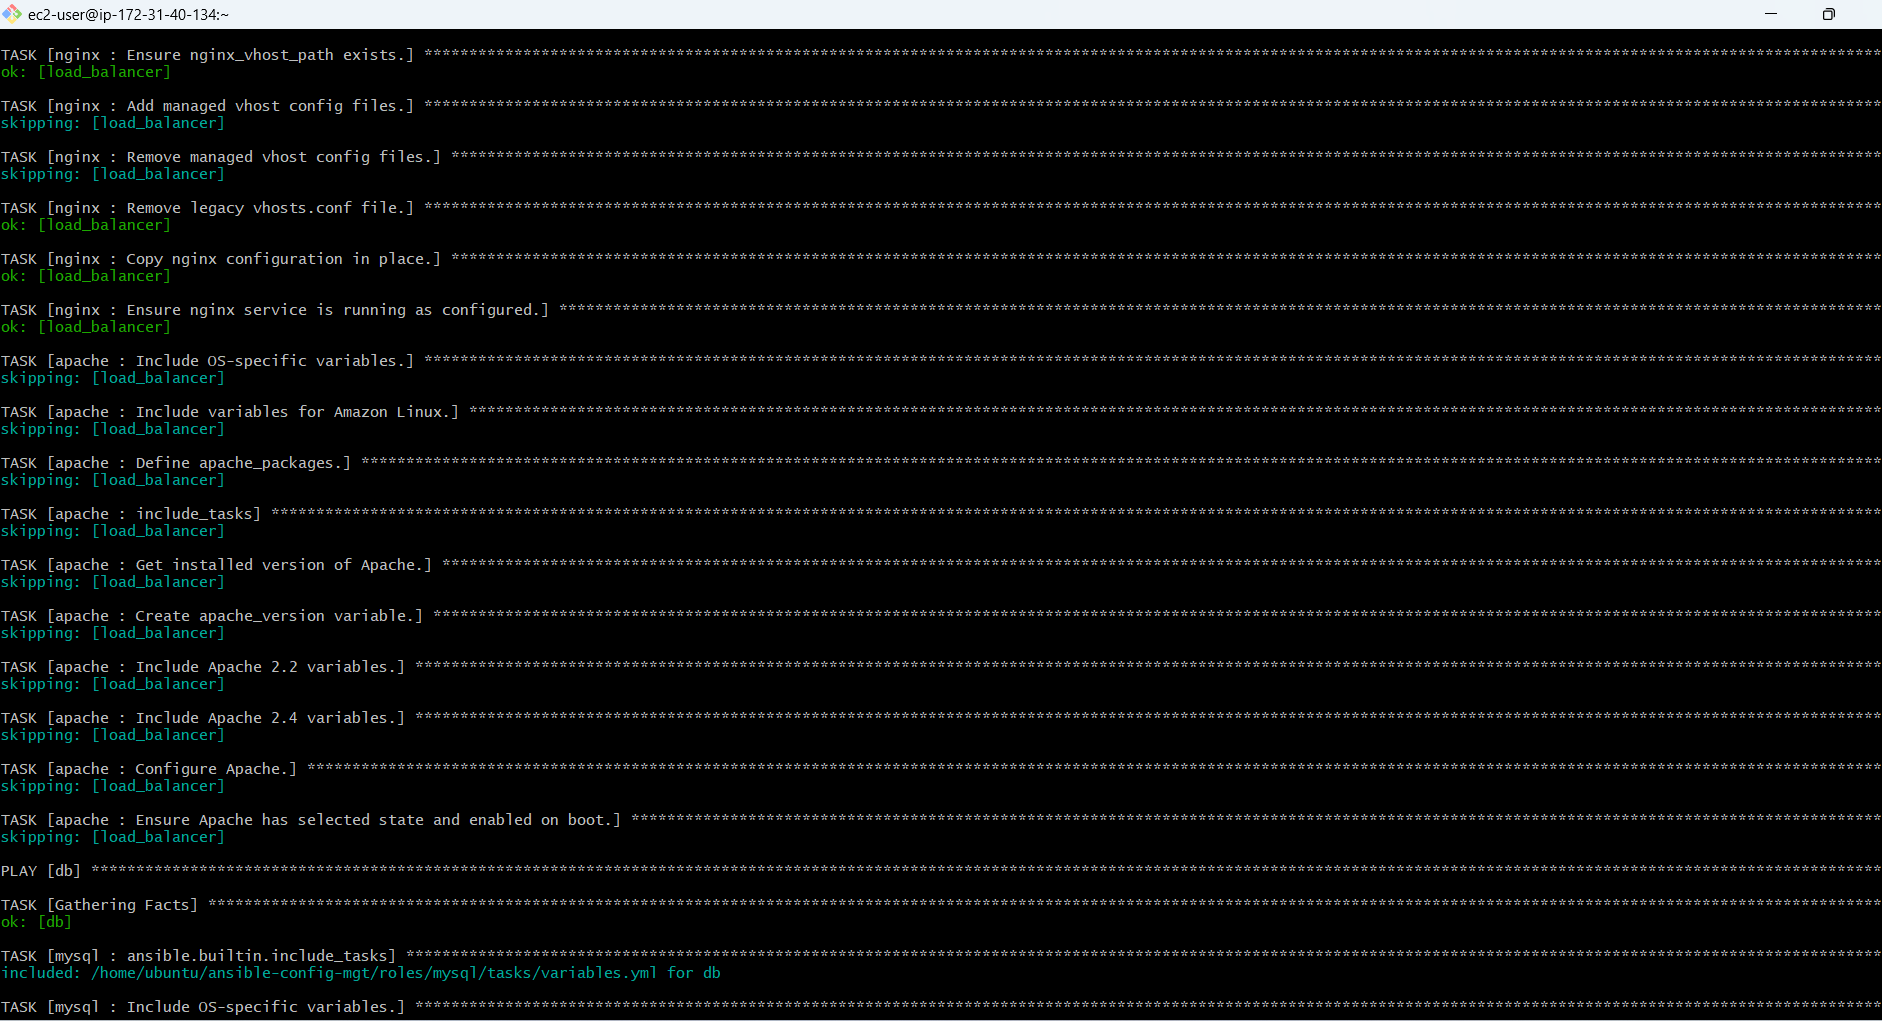 ec2-user@ip-172-31-40-134:~
TASK [nginx : Ensure nginx_vhost_path exists.] ******************************************************************************************************************************************************************
ok: [load_balancer]
TASK [nginx : Add managed vhost config files.] ******************************************************************************************************************************************************************
skipping: [load_balancer]
TASK [nginx : Remove managed vhost config files.] ***************************************************************************************************************************************************************
skipping: [load_balancer]
TASK [nginx : Remove legacy vhosts.conf file.] ******************************************************************************************************************************************************************
ok: [load_balancer]
TASK [nginx : Copy nginx configuration in place.] ***************************************************************************************************************************************************************
ok: [load_balancer]
TASK [nginx : Ensure nginx service is running as configured.] ***************************************************************************************************************************************************
ok: [load_balancer]
TASK [apache : Include OS-specific variables.] ******************************************************************************************************************************************************************
skipping: [load_balancer]
TASK [apache : Include variables for Amazon Linux.] *************************************************************************************************************************************************************
skipping: [load_balancer]
TASK [apache : Define apache_packages.] *************************************************************************************************************************************************************************
skipping: [load_balancer]
TASK [apache : include_tasks] ***********************************************************************************************************************************************************************************
skipping: [load_balancer]
TASK [apache : Get installed version of Apache.] ****************************************************************************************************************************************************************
skipping: [load_balancer]
TASK [apache : Create apache_version variable.] *****************************************************************************************************************************************************************
skipping: [load_balancer]
TASK [apache : Include Apache 2.2 variables.] *******************************************************************************************************************************************************************
skipping: [load_balancer]
TASK [apache : Include Apache 2.4 variables.] *******************************************************************************************************************************************************************
skipping: [load_balancer]
TASK [apache : Configure Apache.] *******************************************************************************************************************************************************************************
skipping: [load_balancer]
TASK [apache : Ensure Apache has selected state and enabled on boot.] *******************************************************************************************************************************************
skipping: [load_balancer]
PLAY [db] *******************************************************************************************************************************************************************************************************
TASK [Gathering Facts] ******************************************************************************************************************************************************************************************
ok: [db]
TASK [mysql : ansible.builtin.include_tasks] ********************************************************************************************************************************************************************
included: /home/ubuntu/ansible-config-mgt/roles/mysql/tasks/variables.yml for db
TASK [mysql : Include OS-specific variables.] *******************************************************************************************************************************************************************